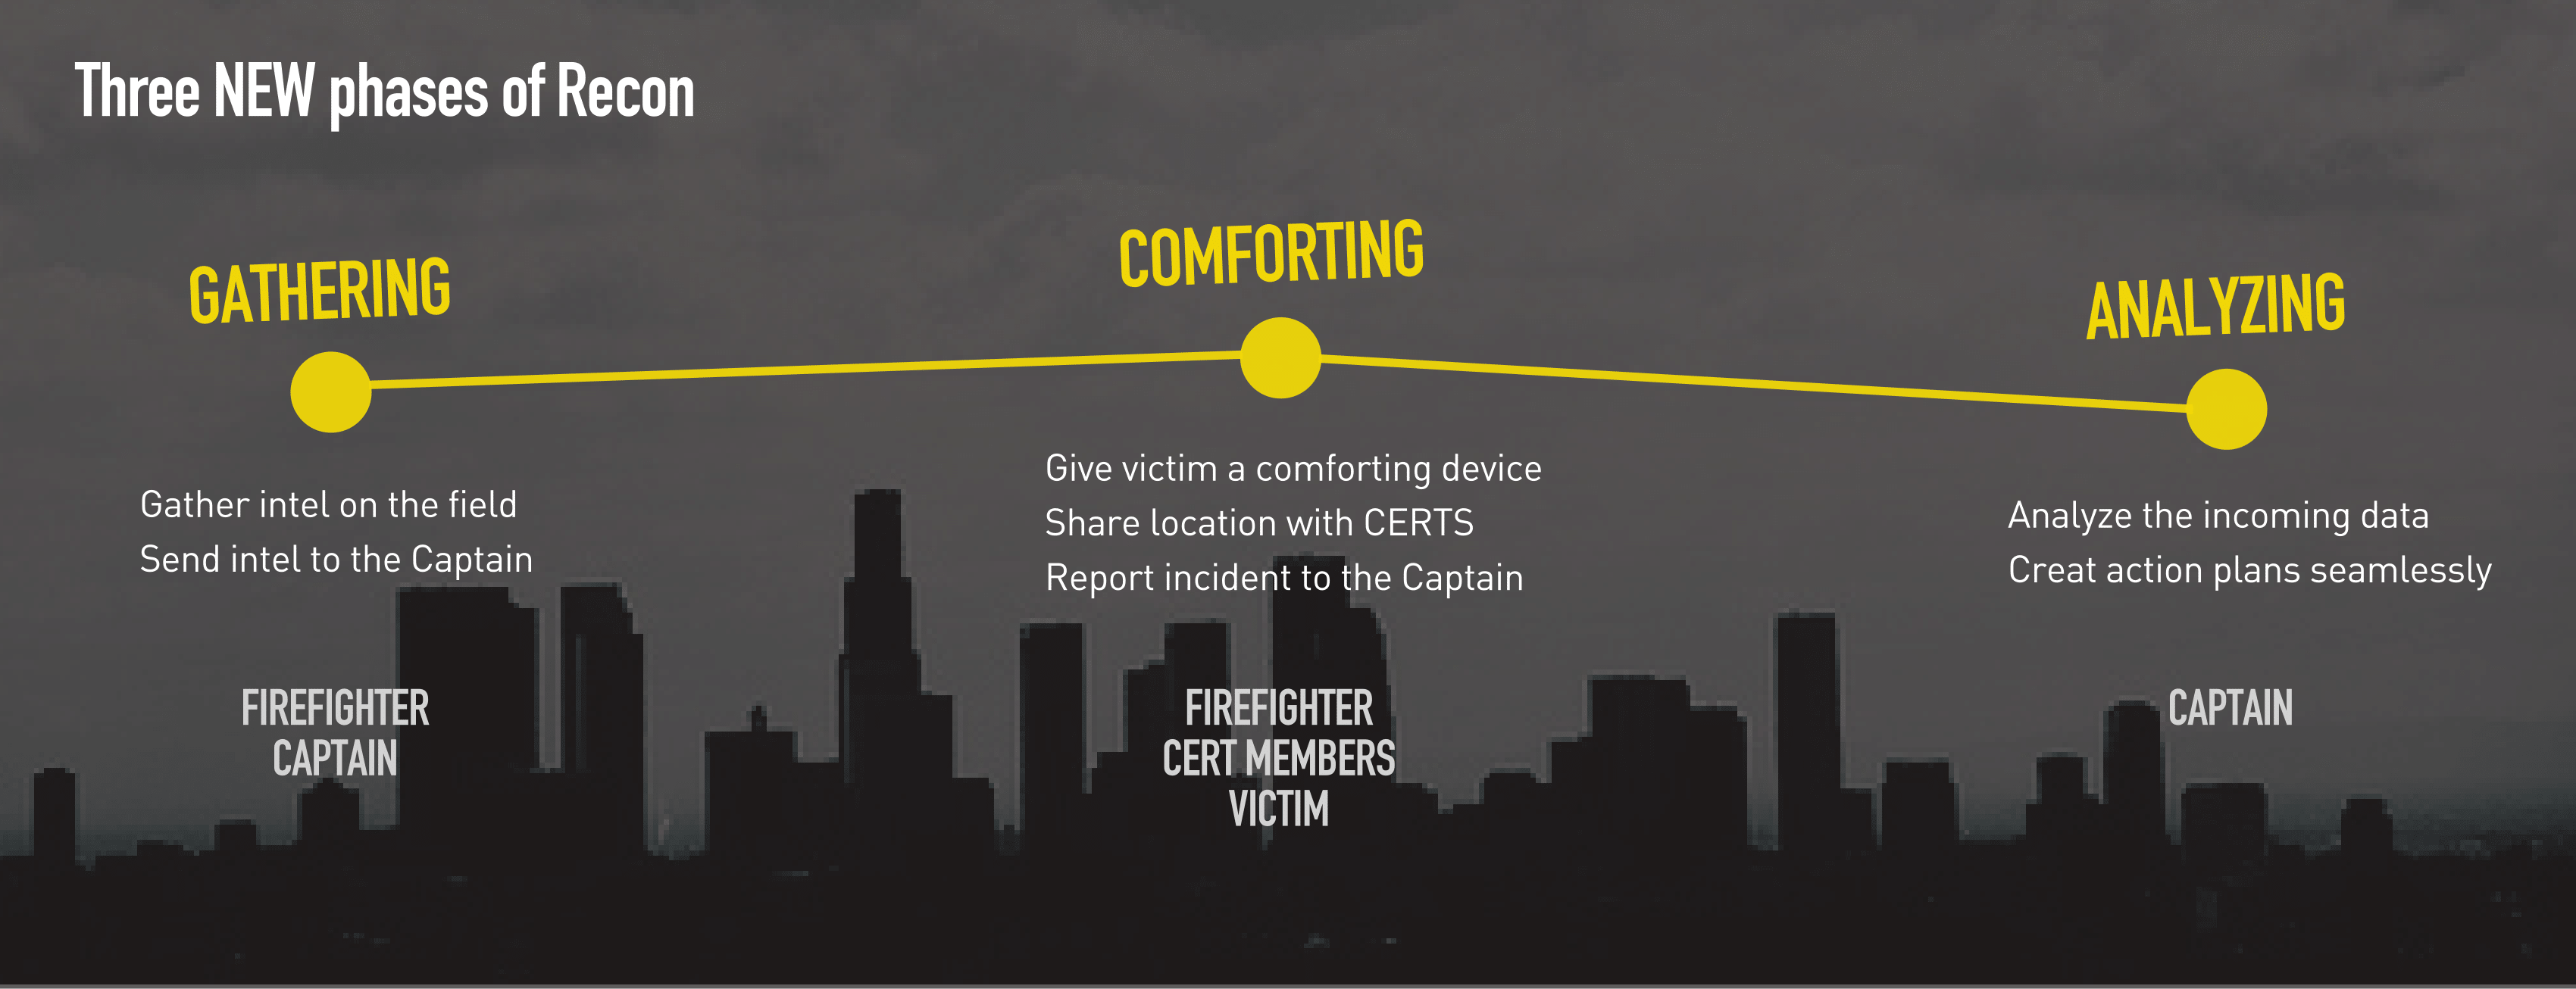 Three NEW phases of Recon
GATHERING
Gather intel on the field
Send intel to the Captain
FIREFIGHTER
CAPTAIN
COMFORTING
Give victim a comforting device
Share location with CERTS
Report incident to the Captain
FIREFIGHTER
CERT MEMBERS
VICTIM
ANALYZING
Analyze the incoming data
Creat action plans seamlessly
CAPTAIN